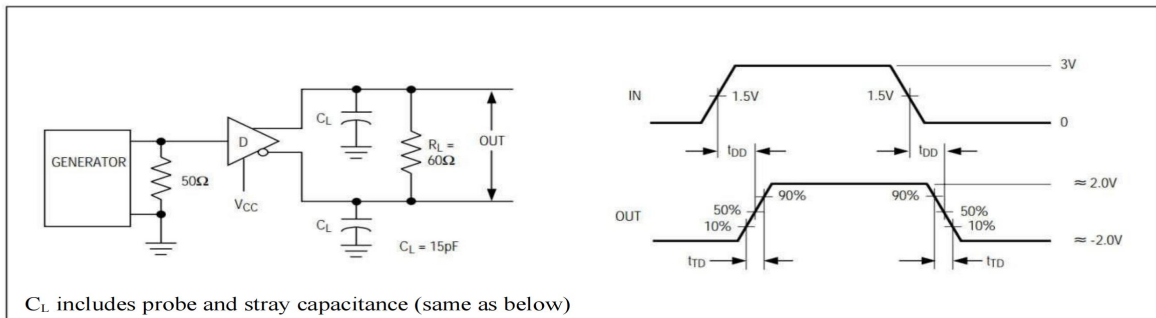 GENERATOR
50Ω
D
VCC
CL
CL
RL =
60Ω
OUT
CL = 15pF
IN
1.5V
1.5V
3V
0
tDD
tDD
OUT
90%
50%
10%
90%
50%
10%
≈ 2.0V
≈ -2.0V
tTD
tTD
CL includes probe and stray capacitance (same as below)